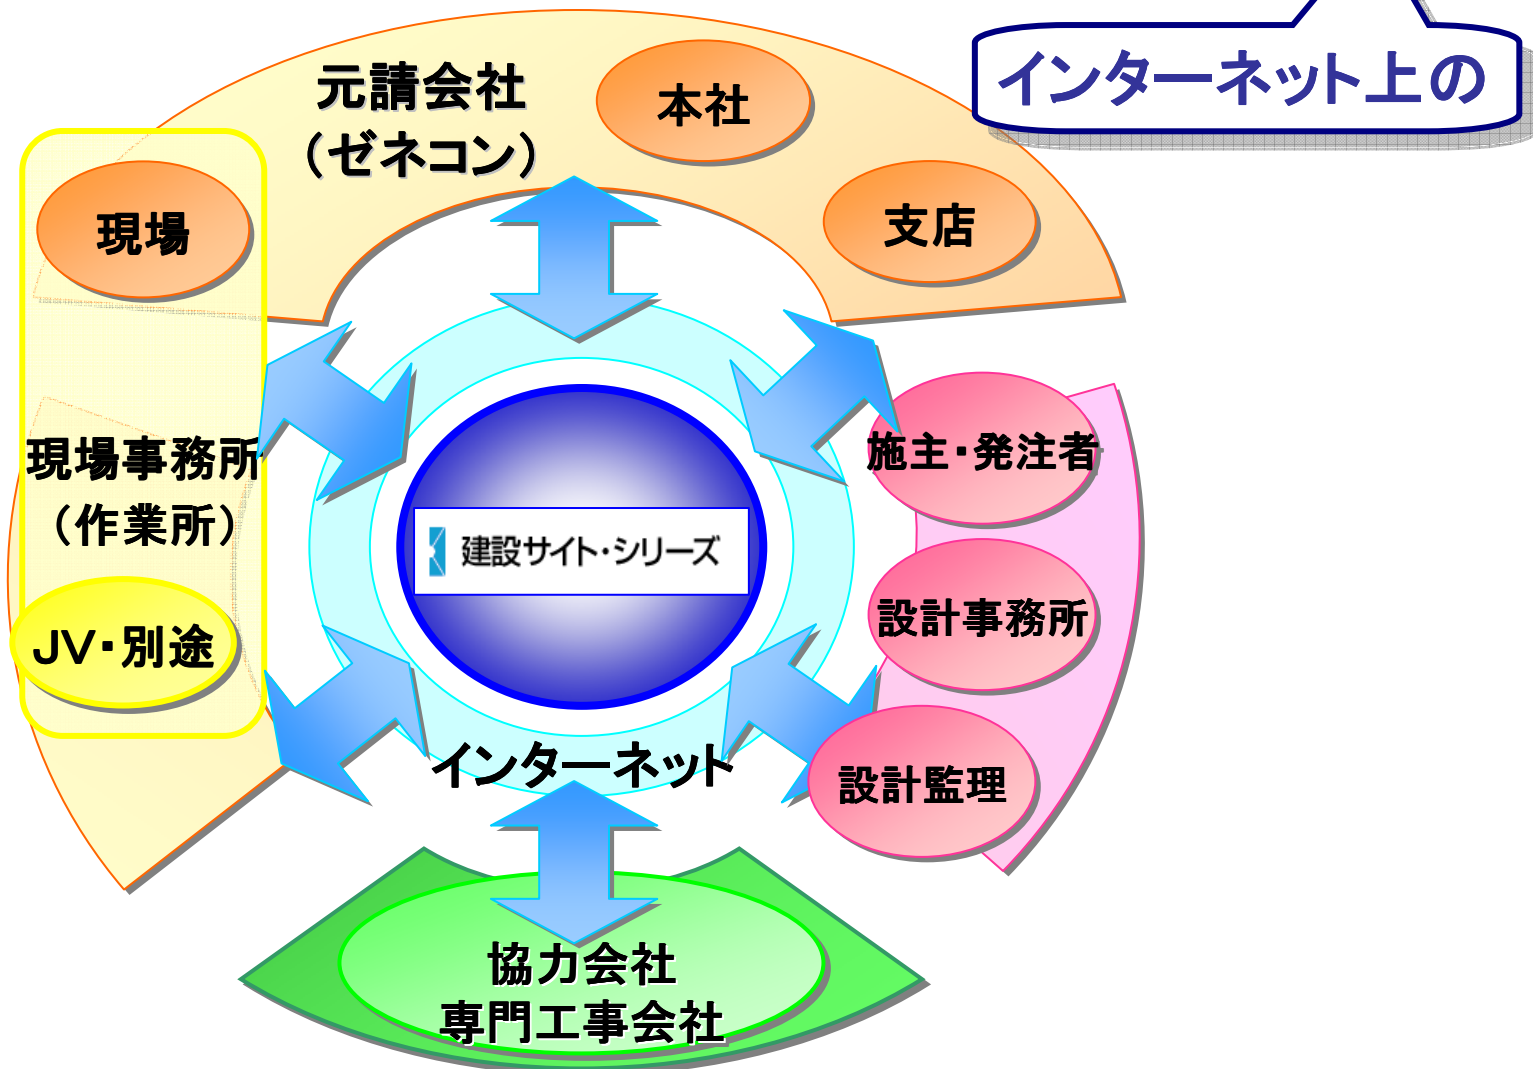 インターネット上の
元請会社
（ゼネコン）
本社
支店
現場
現場事務所
（作業所）
ＪＶ・別途
建設サイト・シリーズ
インターネット
施主・発注者
設計事務所
設計監理
協力会社
専門工事会社